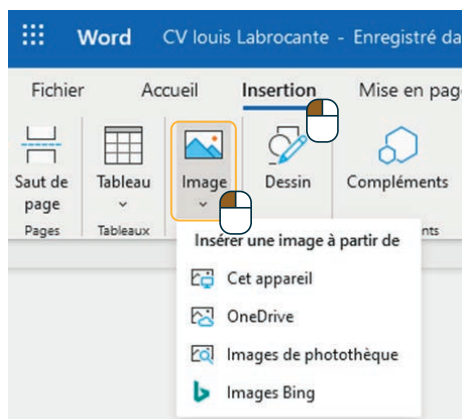 Word CV louis Labrocante - Enregistré da
Fichier Accueil Insertion Mise en pag
Saut de page Tableau Image Dessin Compléments
Pages Tableaux nts
Insérer une image à partir de
Cet appareil
OneDrive
Images de photothèque
Images Bing